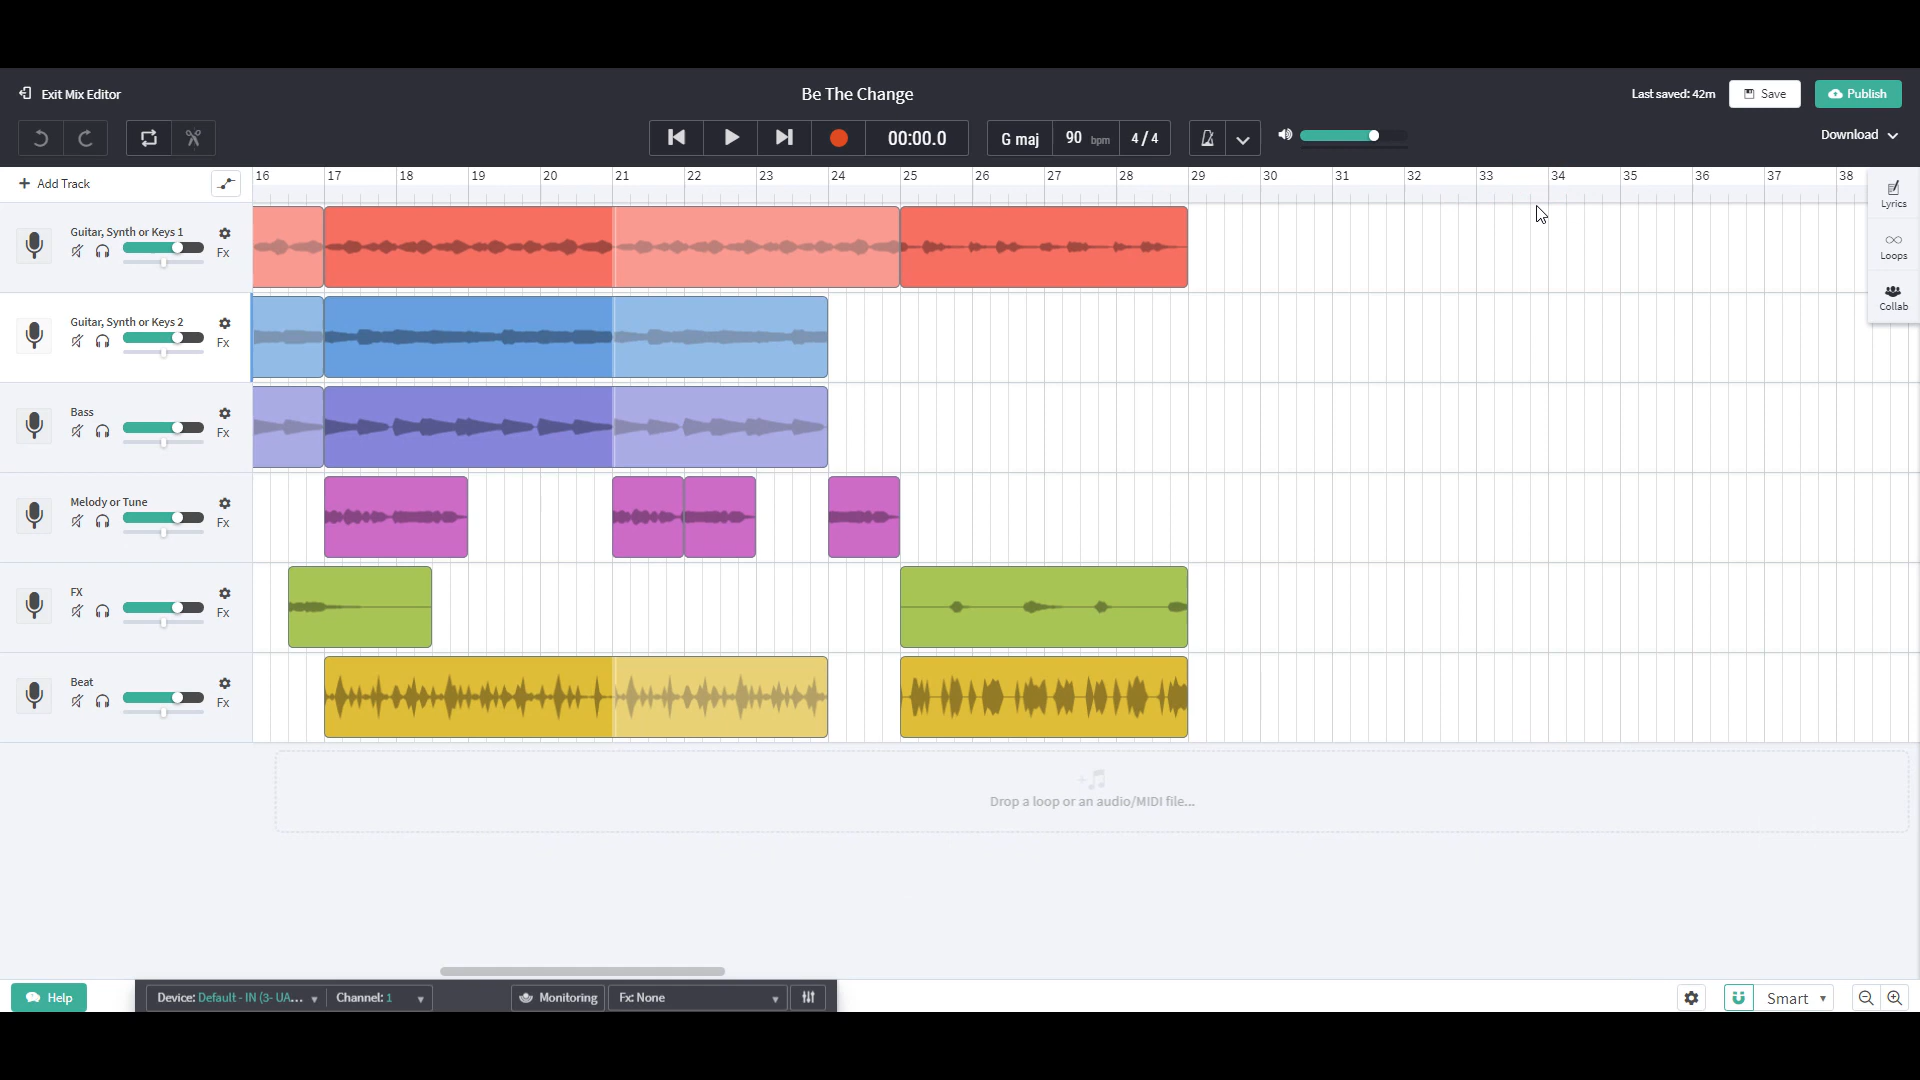 Exit Mix Editor
Be The Change
Last saved: 42m
Save
Publish
00:00.0
G maj
90 bpm
4 / 4
Download
Add Track
16 17 18 19 20 21 22 23 24 25 26 27 28 29 30 31 32 33 34 35 36 37 38
Lyrics
Loops
Collab
Guitar, Synth or Keys 1
Fx
Guitar, Synth or Keys 2
Fx
Bass
Fx
Melody or Tune
Fx
FX
Fx
Beat
Fx
Drop a loop or an audio/MIDI file...
Help
Device: Default - IN (3- UA...
Channel: 1
Monitoring
Fx: None
Smart